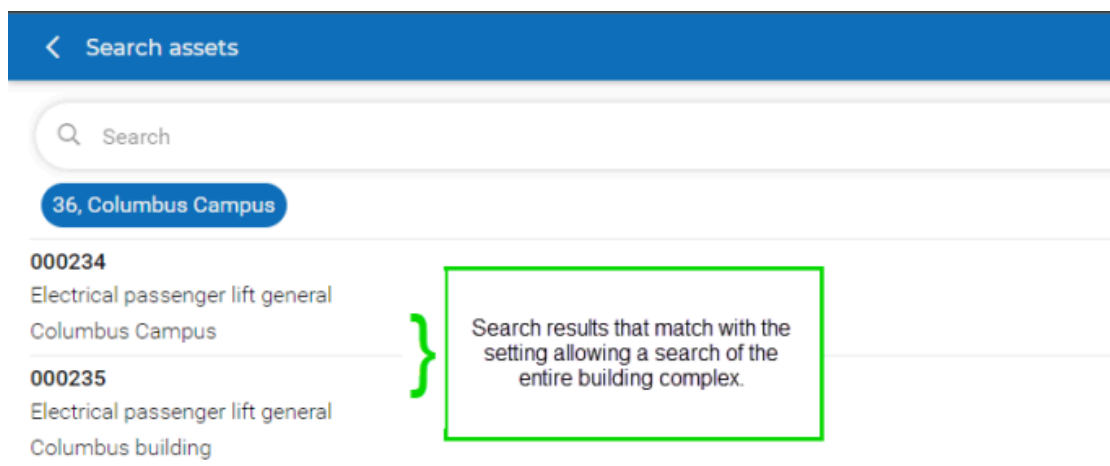 Search assets
Search
36, Columbus Campus
000234
Electrical passenger lift general
Columbus Campus
000235
Electrical passenger lift general
Columbus building
Search results that match with the
setting allowing a search of the
entire building complex.